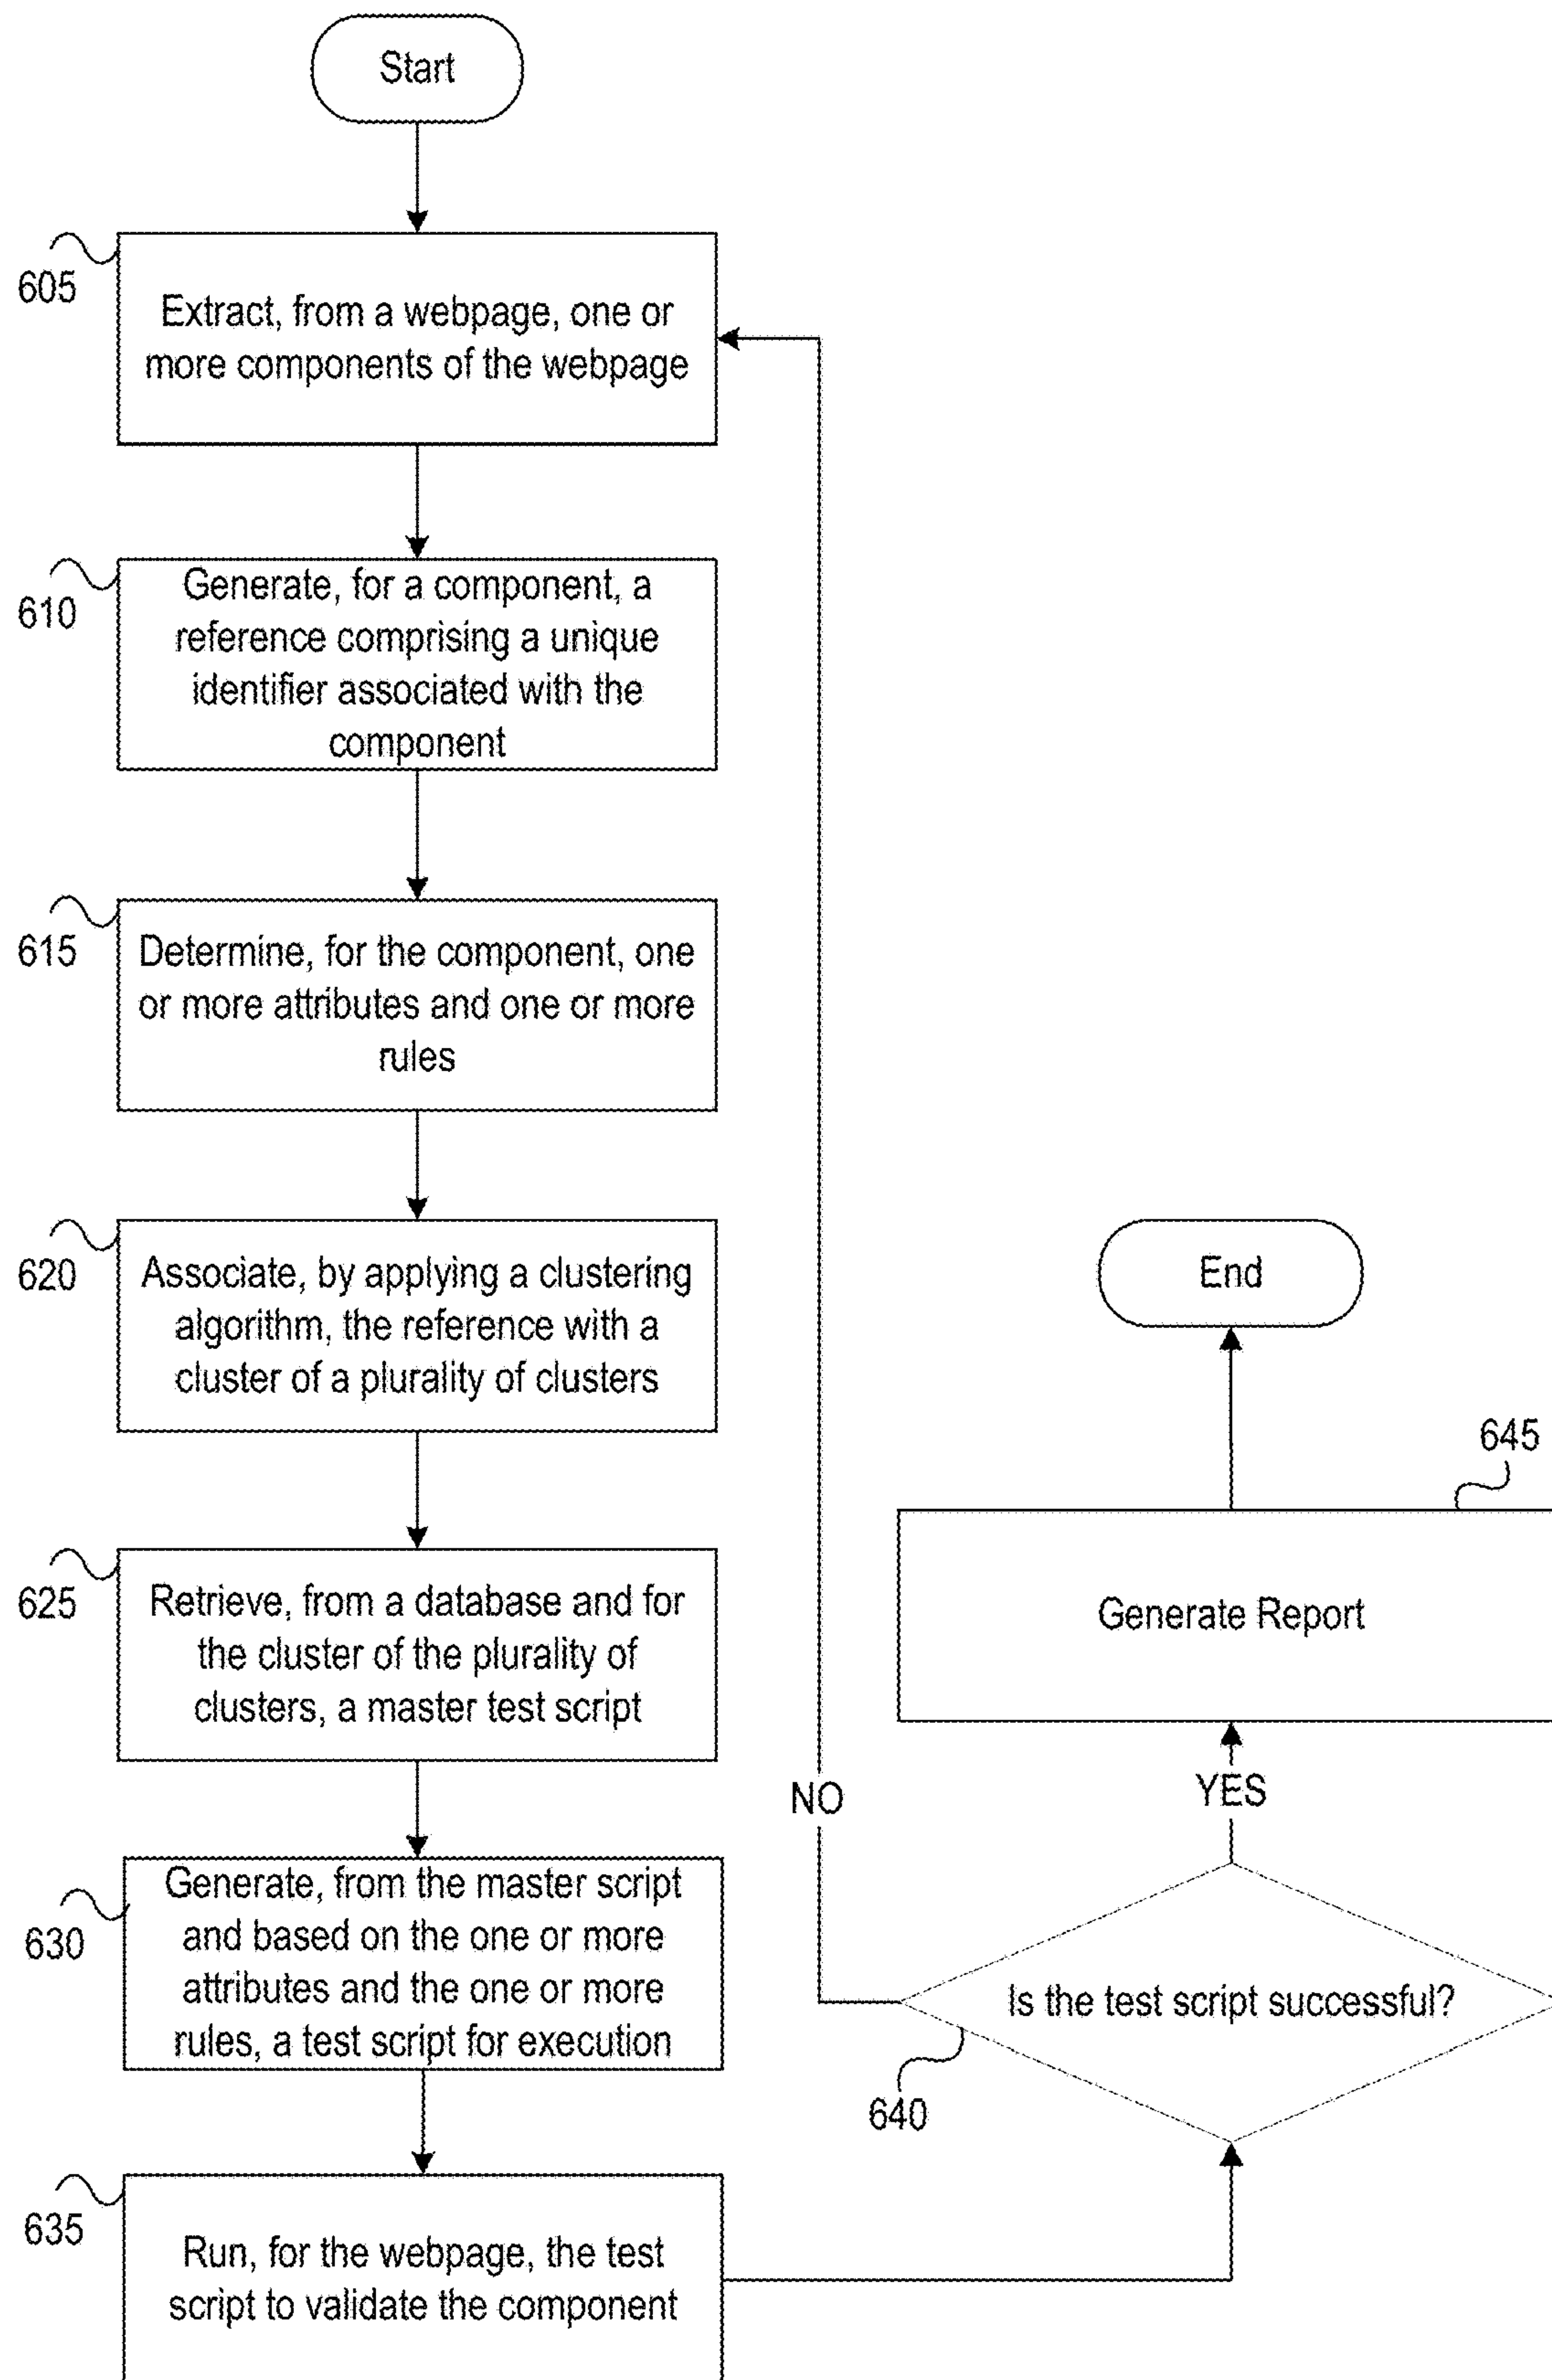 Start
605
Extract, from a webpage, one or
more components of the webpage
610
Generate, for a component, a
reference comprising a unique
identifier associated with the
component
615
Determine, for the component, one
or more attributes and one or more
rules
620
Associate, by applying a clustering
algorithm, the reference with a
cluster of a plurality of clusters
625
Retrieve, from a database and for
the cluster of the plurality of
clusters, a master test script
630
Generate, from the master script
and based on the one or more
attributes and the one or more
rules, a test script for execution
635
Run, for the webpage, the test
script to validate the component
NO
Is the test script successful?
640
YES
645
Generate Report
End